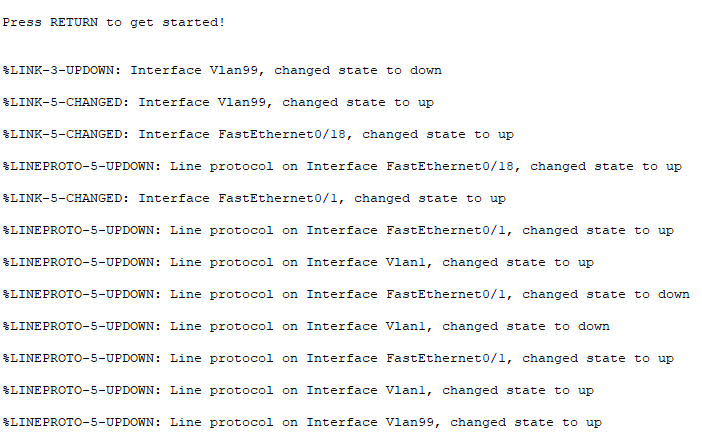 Press RETURN to get started!
%LINK-3-UPDOWN: Interface Vlan99, changed state to down
%LINK-5-CHANGED: Interface Vlan99, changed state to up
%LINK-5-CHANGED: Interface FastEthernet0/18, changed state to up
%LINEPROTO-5-UPDOWN: Line protocol on Interface FastEthernet0/18, changed state to up
%LINK-5-CHANGED: Interface FastEthernet0/1, changed state to up
%LINEPROTO-5-UPDOWN: Line protocol on Interface FastEthernet0/1, changed state to up
%LINEPROTO-5-UPDOWN: Line protocol on Interface Vlan1, changed state to up
%LINEPROTO-5-UPDOWN: Line protocol on Interface FastEthernet0/1, changed state to down
%LINEPROTO-5-UPDOWN: Line protocol on Interface Vlan1, changed state to down
%LINEPROTO-5-UPDOWN: Line protocol on Interface FastEthernet0/1, changed state to up
%LINEPROTO-5-UPDOWN: Line protocol on Interface Vlan1, changed state to up
%LINEPROTO-5-UPDOWN: Line protocol on Interface Vlan99, changed state to up